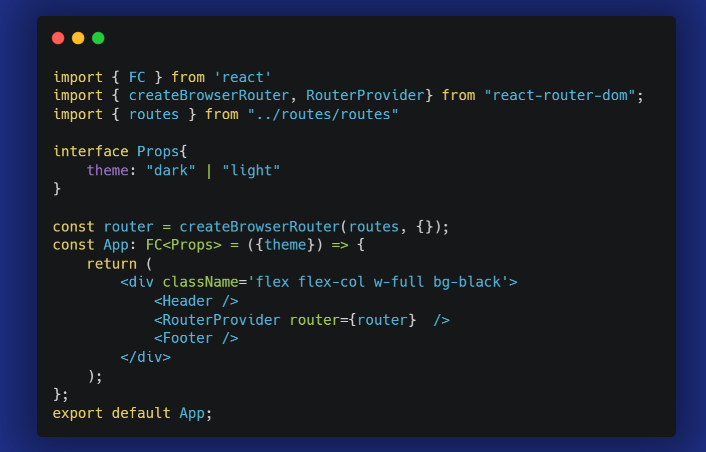 import { FC } from 'react'
import { createBrowserRouter, RouterProvider} from "react-router-dom";
import { routes } from "../routes/routes"

interface Props{
    theme: "dark" | "light"
}

const router = createBrowserRouter(routes, {});
const App: FC<Props> = ({theme}) => {
    return (
        <div className='flex flex-col w-full bg-black'>
            <Header />
            <RouterProvider router={router}  />
            <Footer />
        </div>
    );
};
export default App;